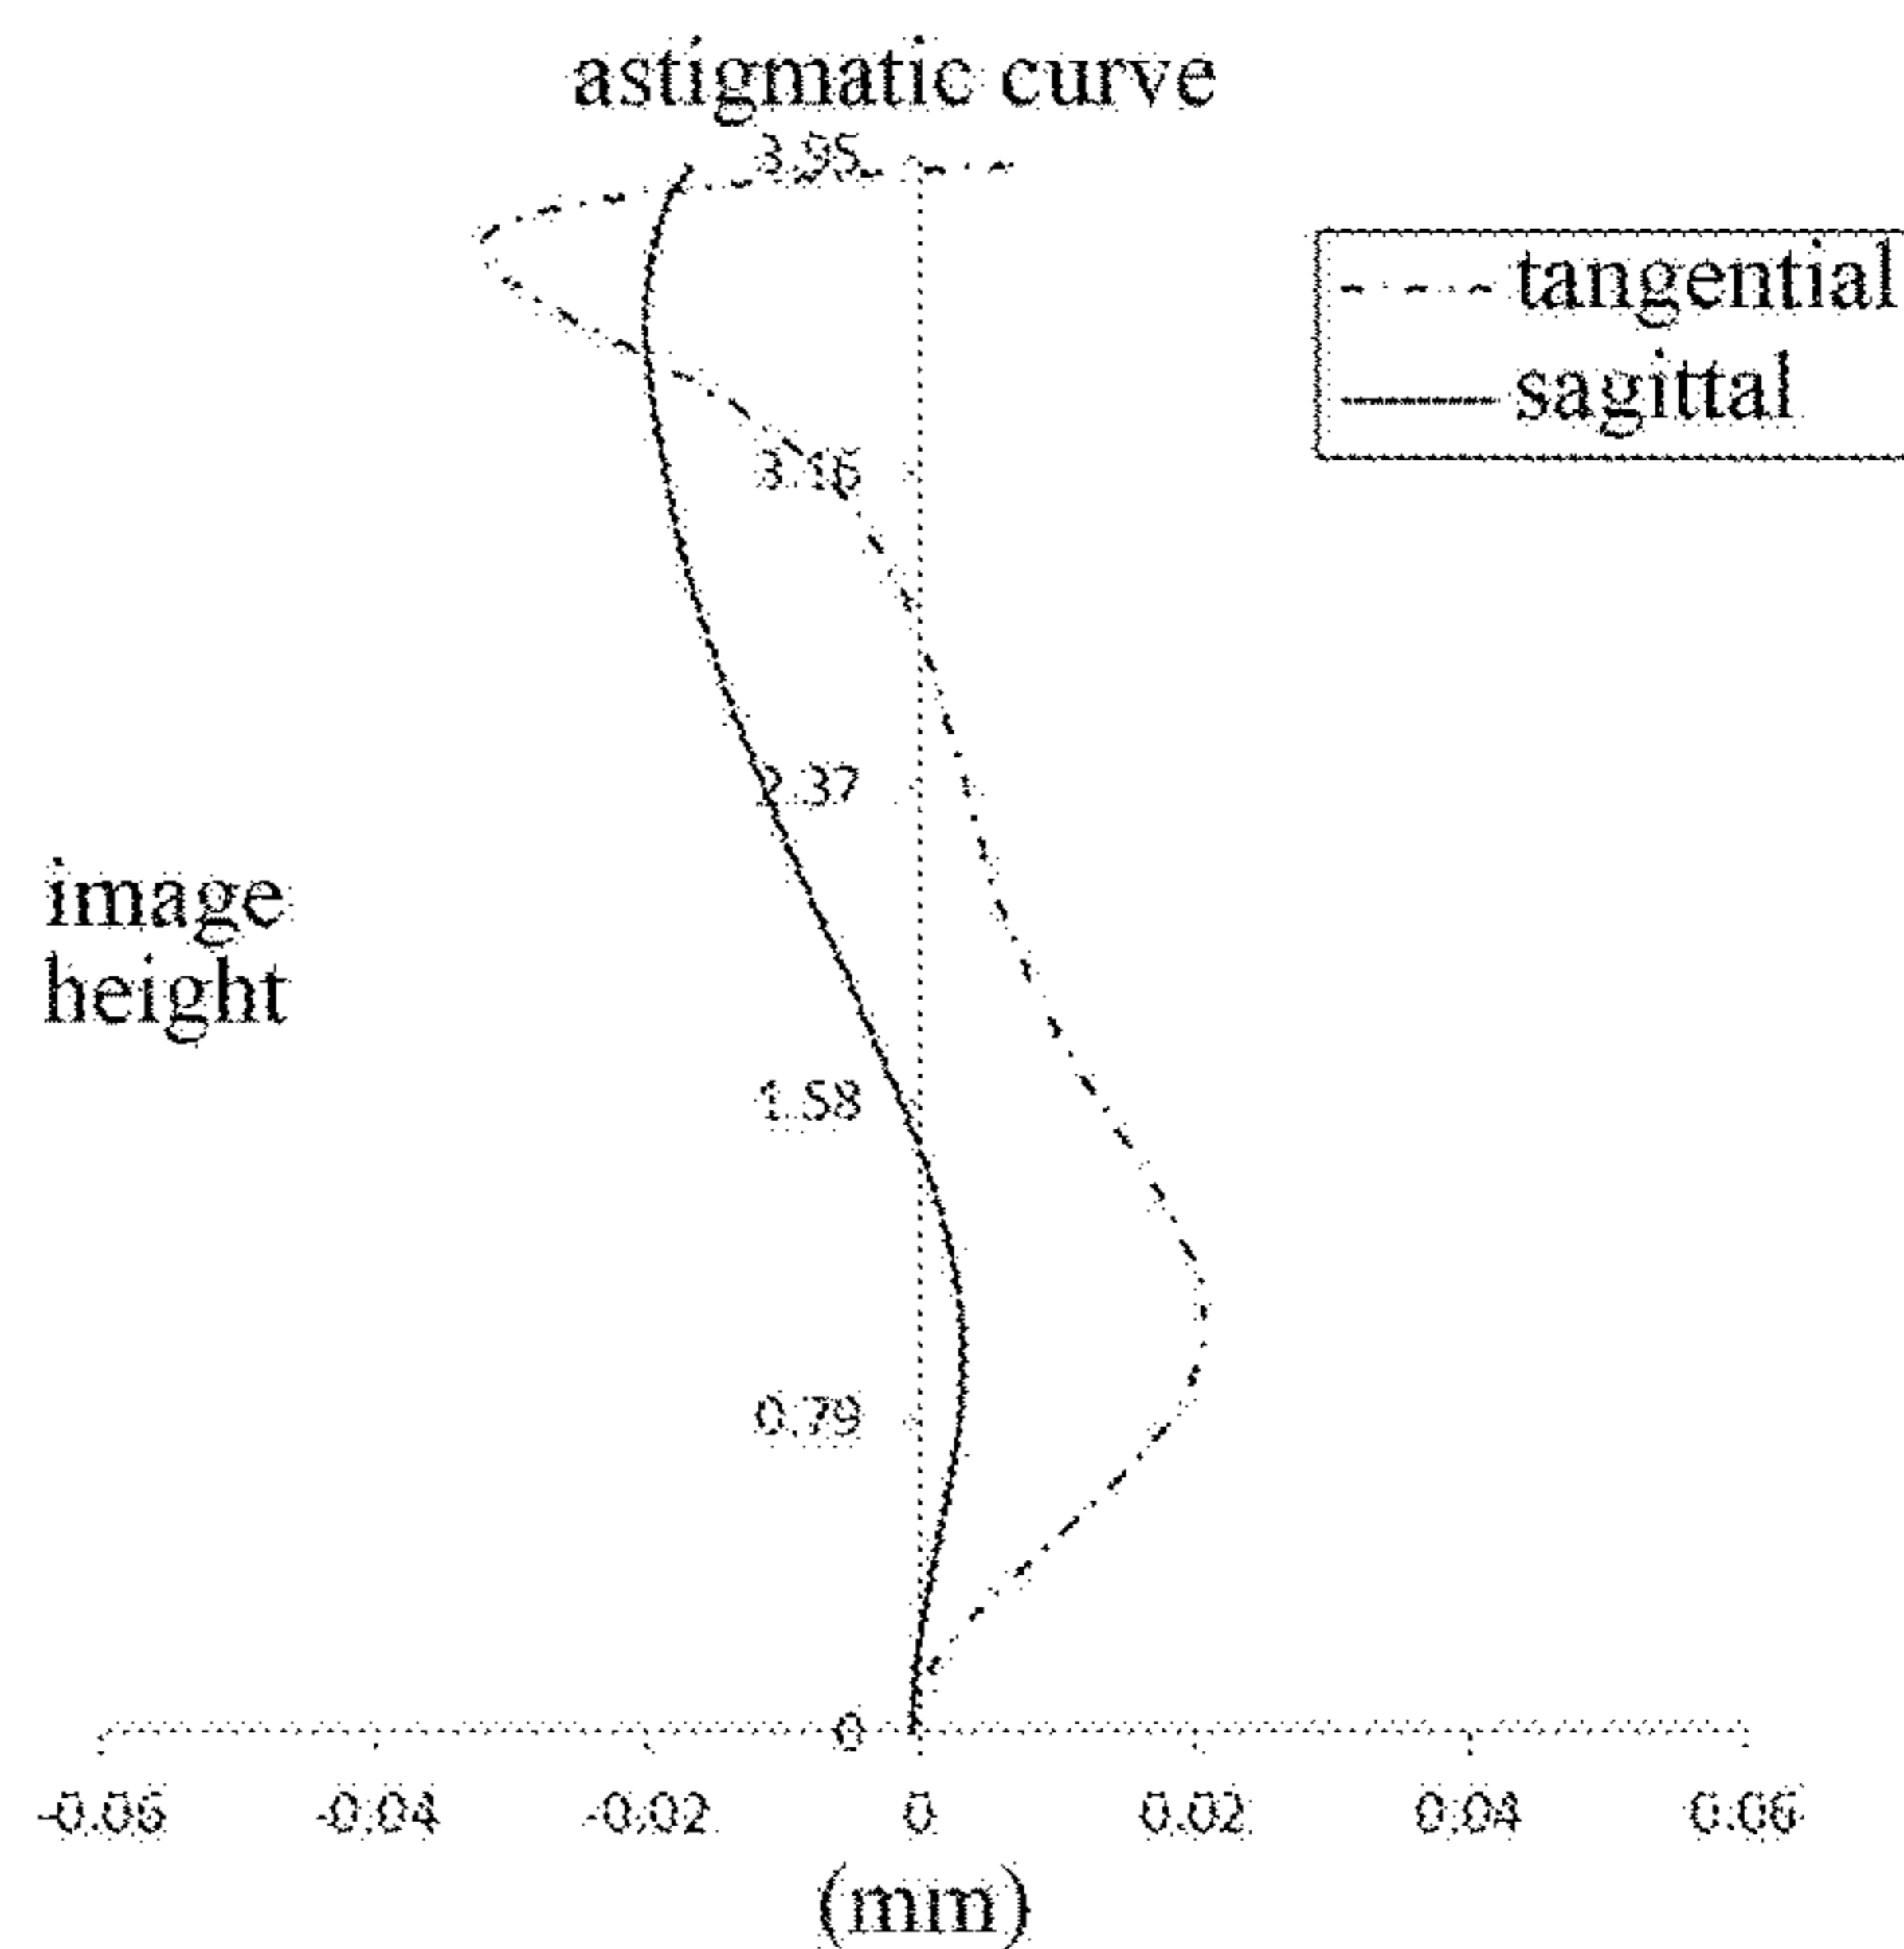 astigmatic curve
3.95
tangential
sagittal
3.16
2.37
image
height
1.58
0.79
0
-0.06 -0.04 -0.02 0 0.02 0.04 0.06
(mm)